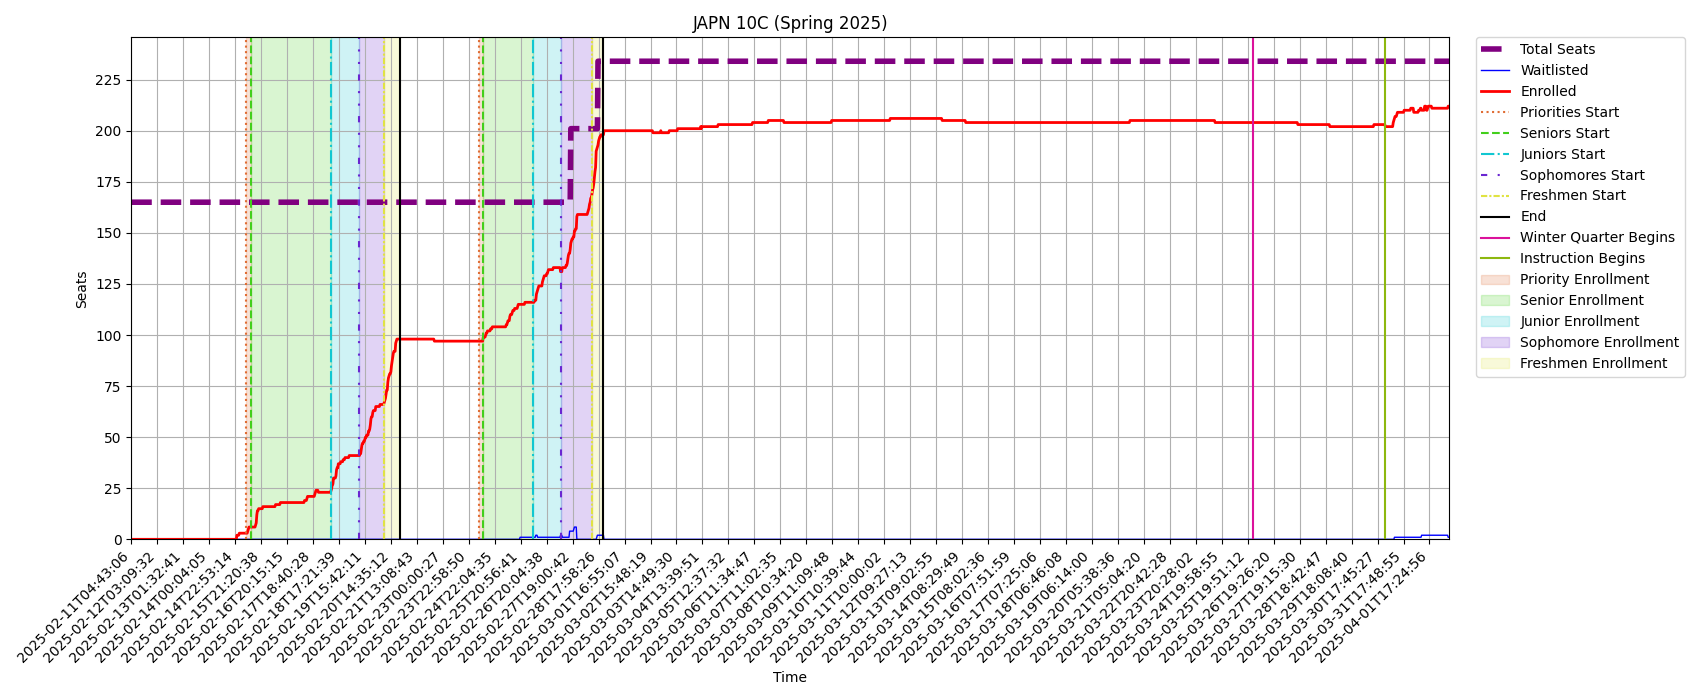 JAPN 10C (Spring 2025)
Seats
225
200
175
150
125
100
75
50
25
0
2025-02-11T04:43:06
2025-02-12T03:09:32
2025-02-13T01:32:41
2025-02-14T00:04:05
2025-02-14T22:53:14
2025-02-15T21:20:38
2025-02-16T20:15:15
2025-02-17T18:40:28
2025-02-18T17:21:39
2025-02-19T15:42:11
2025-02-20T14:35:12
2025-02-21T13:08:43
2025-02-23T00:00:27
2025-02-23T22:58:50
2025-02-24T22:04:35
2025-02-25T20:56:41
2025-02-26T20:04:38
2025-02-27T19:00:42
2025-02-28T17:58:26
2025-03-01T16:55:07
2025-03-02T15:48:19
2025-03-03T14:49:30
2025-03-04T13:39:51
2025-03-05T12:37:32
2025-03-06T11:34:47
2025-03-07T11:02:35
2025-03-08T10:34:20
2025-03-09T11:09:48
2025-03-10T10:39:44
2025-03-11T10:00:02
2025-03-12T09:27:13
2025-03-13T09:02:55
2025-03-14T08:29:49
2025-03-15T08:02:36
2025-03-16T07:51:59
2025-03-17T07:25:06
2025-03-18T06:46:08
2025-03-19T06:14:00
2025-03-20T05:38:36
2025-03-21T05:04:20
2025-03-22T20:42:28
2025-03-23T20:28:02
2025-03-24T19:58:55
2025-03-25T19:51:12
2025-03-26T19:26:20
2025-03-27T19:15:30
2025-03-28T18:42:47
2025-03-29T18:08:40
2025-03-30T17:45:27
2025-03-31T17:48:55
2025-04-01T17:24:56
Time
Total Seats
Waitlisted
Enrolled
Priorities Start
Seniors Start
Juniors Start
Sophomores Start
Freshmen Start
End
Winter Quarter Begins
Instruction Begins
Priority Enrollment
Senior Enrollment
Junior Enrollment
Sophomore Enrollment
Freshmen Enrollment